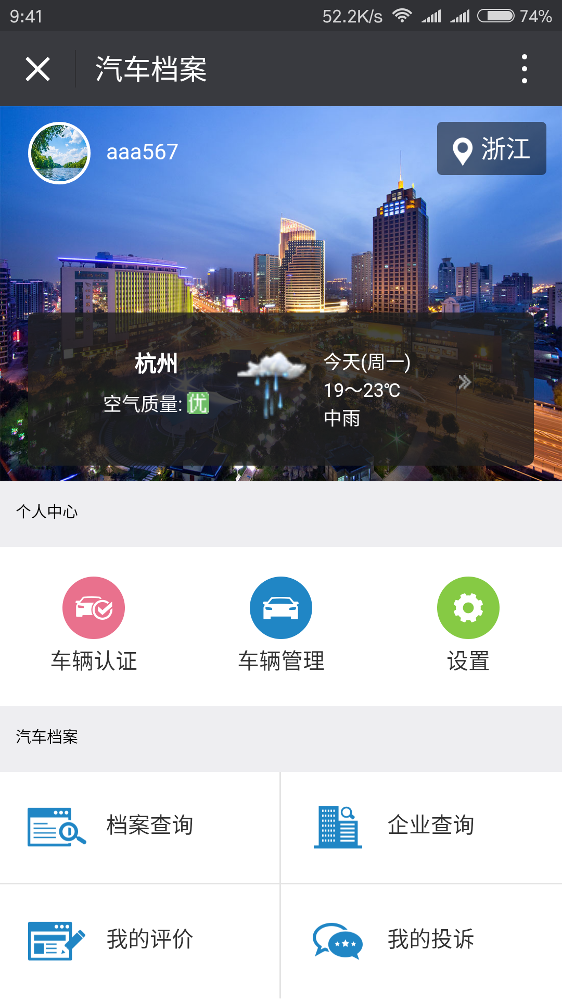 9:41
52.2K/s 74%
汽车档案
aaa567
浙江
杭州
空气质量: 优
今天(周一)
19～23℃
中雨
个人中心
车辆认证
车辆管理
设置
汽车档案
档案查询
企业查询
我的评价
我的投诉